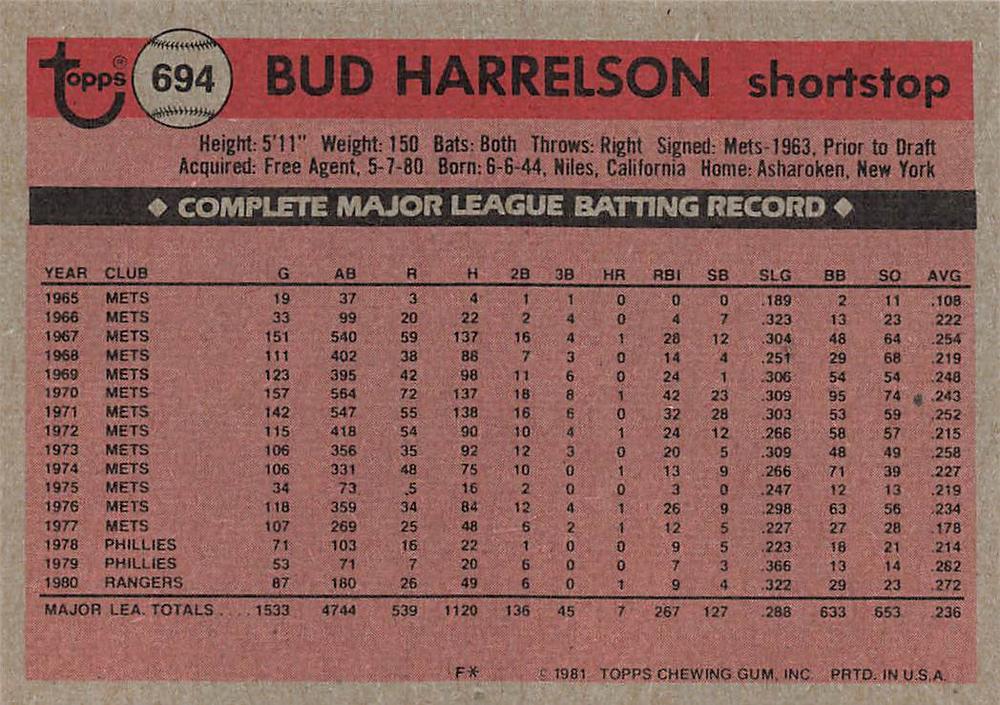 Topps® 694 BUD HARRELSON shortstop
Height: 5'11" Weight: 150 Bats: Both Throws: Right Signed: Mets-1963, Prior to Draft
Acquired: Free Agent, 5-7-80 Born: 6-6-44, Niles, California Home: Asharoken, New York
◆ COMPLETE MAJOR LEAGUE BATTING RECORD ◆
YEAR CLUB G AB R H 2B 3B HR RBI SB SLG BB SO AVG
1965 METS 19 37 3 4 1 1 0 0 0 .189 2 11 .108
1966 METS 33 99 20 22 2 4 0 4 7 .323 13 23 .222
1967 METS 151 540 59 137 16 4 1 28 12 .304 48 64 .254
1968 METS 111 402 38 88 7 3 0 14 4 .251 29 68 .219
1969 METS 123 395 42 98 11 6 0 24 1 .306 54 54 .248
1970 METS 157 564 72 137 18 8 1 42 23 .309 95 74 .243
1971 METS 142 547 55 138 16 6 0 32 28 .303 53 59 .252
1972 METS 115 418 54 90 10 4 1 24 12 .266 58 57 .215
1973 METS 106 356 35 92 12 3 0 20 5 .309 48 49 .258
1974 METS 106 331 48 75 10 0 1 13 9 .266 71 39 .227
1975 METS 34 73 5 16 2 0 0 3 0 .247 12 13 .219
1976 METS 118 359 34 84 12 4 1 26 9 .298 63 56 .234
1977 METS 107 269 25 48 6 2 1 12 5 .227 27 28 .178
1978 PHILLIES 71 103 16 22 1 0 0 9 5 .223 18 21 .214
1979 PHILLIES 53 71 7 20 6 0 0 7 3 .366 13 14 .282
1980 RANGERS 87 180 26 49 6 0 1 9 4 .322 29 23 .272
MAJOR LEA. TOTALS .... 1533 4744 539 1120 136 45 7 267 127 .288 633 653 .236
F* © 1981 TOPPS CHEWING GUM, INC. PRTD. IN U.S.A.